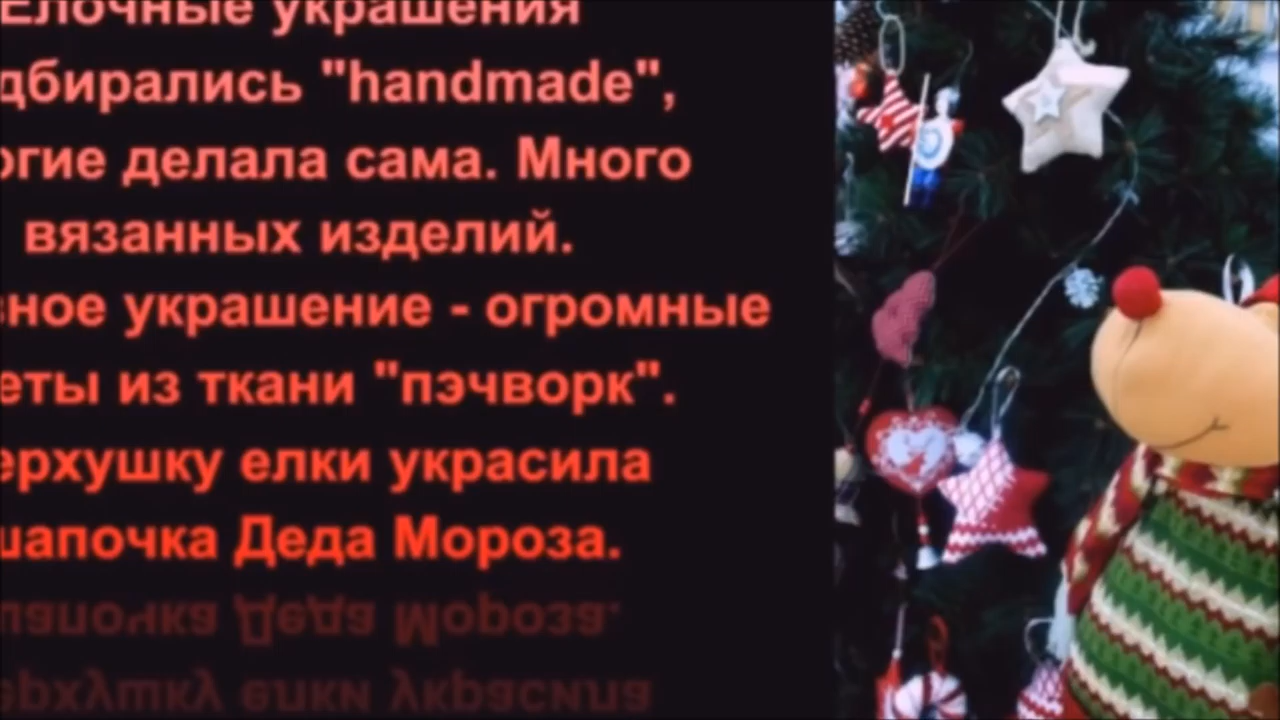 Елочные украшения
дбирались "handmade",
огие делала сама. Много
вязанных изделий.
вное украшение - огромные
еты из ткани "пэчворк".
ерхушку елки украсила
шапочка Деда Мороза.